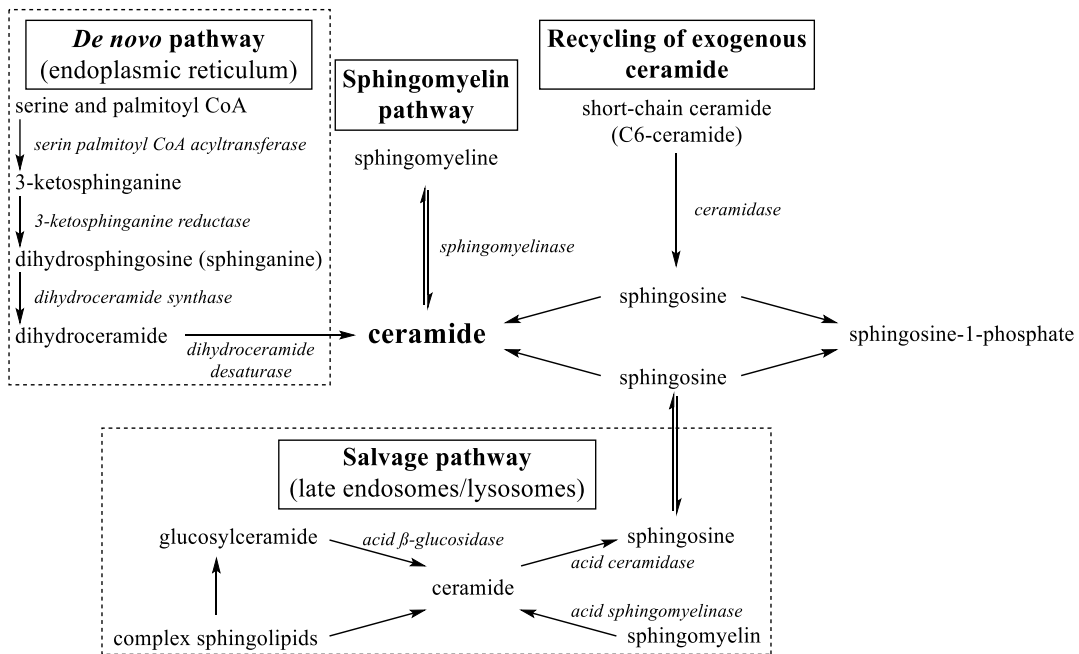 De novo pathway
(endoplasmic reticulum)
serine and palmitoyl CoA
serin palmitoyl CoA acyltransferase
3-ketosphinganine
3-ketosphinganine reductase
dihydrosphingosine (sphinganine)
dihydroceramide synthase
dihydroceramide
dihydroceramide
desaturase
Sphingomyelin
pathway
sphingomyeline
sphingomyelinase
ceramide
Recycling of exogenous
ceramide
short-chain ceramide
(C6-ceramide)
ceramidase
sphingosine
sphingosine-1-phosphate
sphingosine
Salvage pathway
(late endosomes/lysosomes)
glucosylceramide
acid ß-glucosidase
sphingosine
acid ceramidase
ceramide
acid sphingomyelinase
complex sphingolipids
sphingomyelin